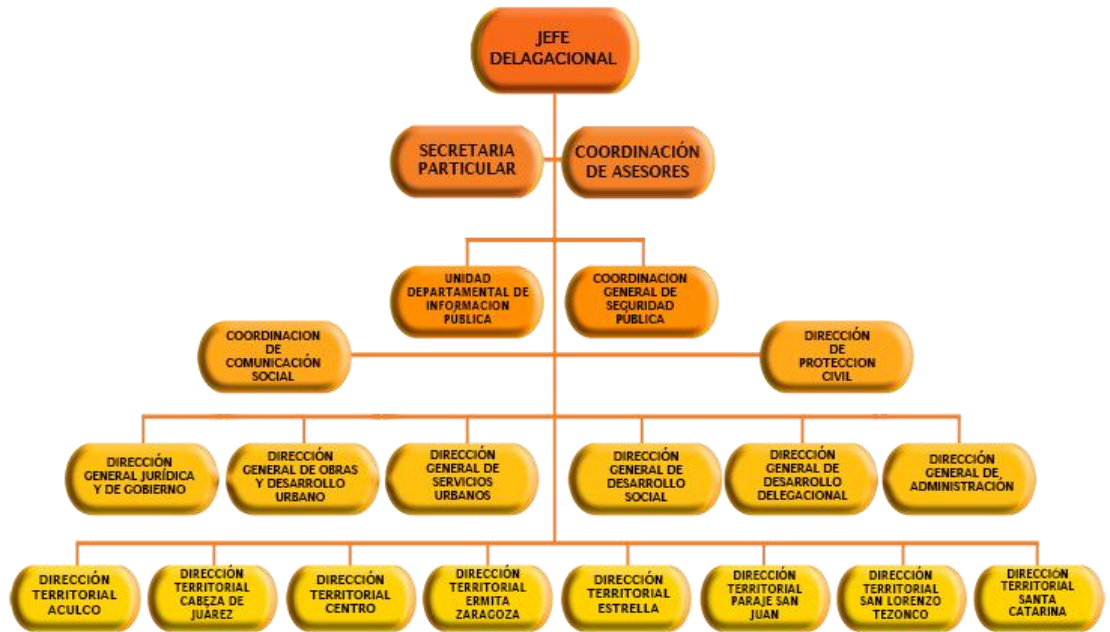 JEFE
DELAGACIONAL
SECRETARIA
PARTICULAR
COORDINACIÓN
DE ASESORES
UNIDAD
DEPARTAMENTAL DE
INFORMACION
PÚBLICA
COORDINACION
GENERAL DE
SEGURIDAD
PÚBLICA
COORDINACION
DE
COMUNICACIÓN
SOCIAL
DIRECCIÓN
DE
PROTECCION
CIVIL
DIRECCIÓN
GENERAL JURÍDICA
Y DE GOBIERNO
DIRECCIÓN
GENERAL DE OBRAS
Y DESARROLLO
URBANO
DIRECCIÓN
GENERAL DE
SERVICIOS
URBANOS
DIRECCIÓN
GENERAL DE
DESARROLLO
SOCIAL
DIRECCIÓN
GENERAL DE
DESARROLLO
DELEGACIONAL
DIRECCIÓN
GENERAL DE
ADMINISTRACIÓN
DIRECCIÓN
TERRITORIAL
ACULCO
DIRECCIÓN
TERRITORIAL
CABEZA DE
JUÁREZ
DIRECCIÓN
TERRITORIAL
CENTRO
DIRECCIÓN
TERRITORIAL
ERMITA
ZARAGOZA
DIRECCIÓN
TERRITORIAL
ESTRELLA
DIRECCIÓN
TERRITORIAL
PARAJE SAN
JUAN
DIRECCIÓN
TERRITORIAL
SAN LORENZO
TEZONCO
DIRECCIÓN
TERRITORIAL
SANTA
CATARINA